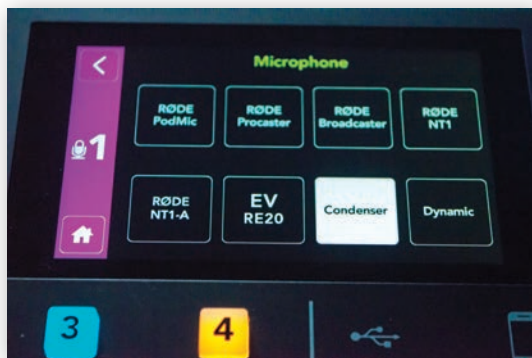 Microphone
RØDE
PodMic
RØDE
Procaster
RØDE
Broadcaster
RØDE
NT1
1
RØDE
NT1-A
EV
RE20
Condenser
Dynamic
3
4